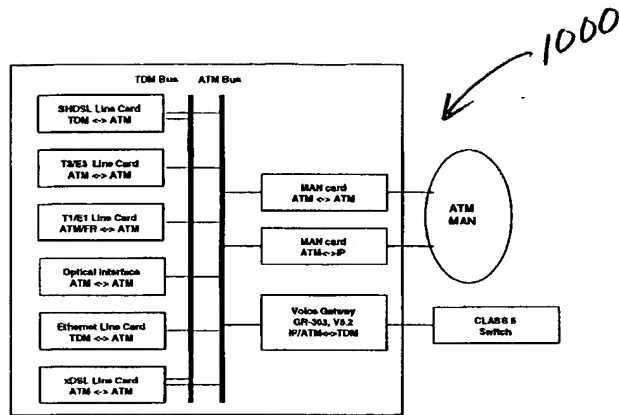 1000
TDM Bus ATM Bus
SHDSL Line Card
TDM <-> ATM
T3/E3 Line Card
ATM <-> ATM
T1/E1 Line Card
ATM/FR <-> ATM
Optical Interface
ATM <-> ATM
Ethernet Line Card
TDM <-> ATM
xDSL Line Card
ATM <-> ATM
MAN card
ATM <-> ATM
MAN card
ATM<->IP
Voice Gatway
GR-303, V5.2
IP/ATM<->TDM
ATM
MAN
CLASS 5
Switch